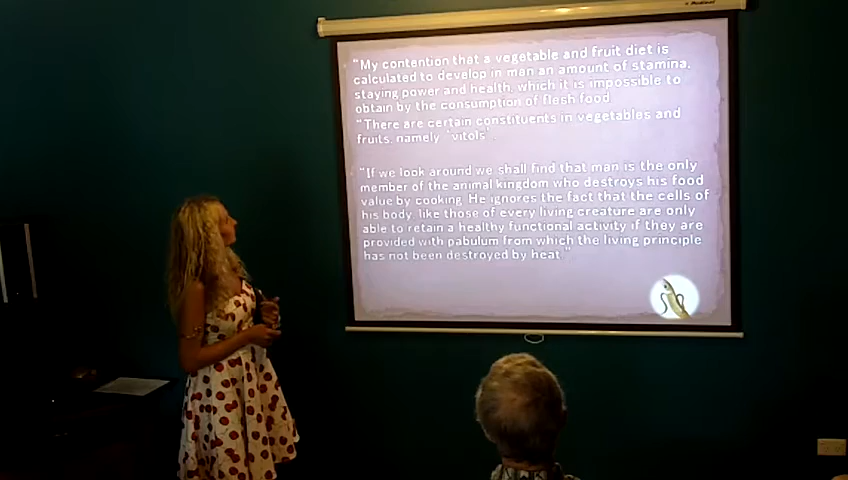 "My contention that a vegetable and fruit diet is
calculated to develop in man an amount of stamina,
staying power and health, which it is impossible to
obtain by the consumption of flesh food.
"There are certain constituents in vegetables and
fruits, namely 'vitols'.
"If we look around we shall find that man is the only
member of the animal kingdom who destroys his food
value by cooking. He ignores the fact that the cells of
his body, like those of every living creature are only
able to retain a healthy functional activity if they are
provided with pabulum from which the living principle
has not been destroyed by heat."